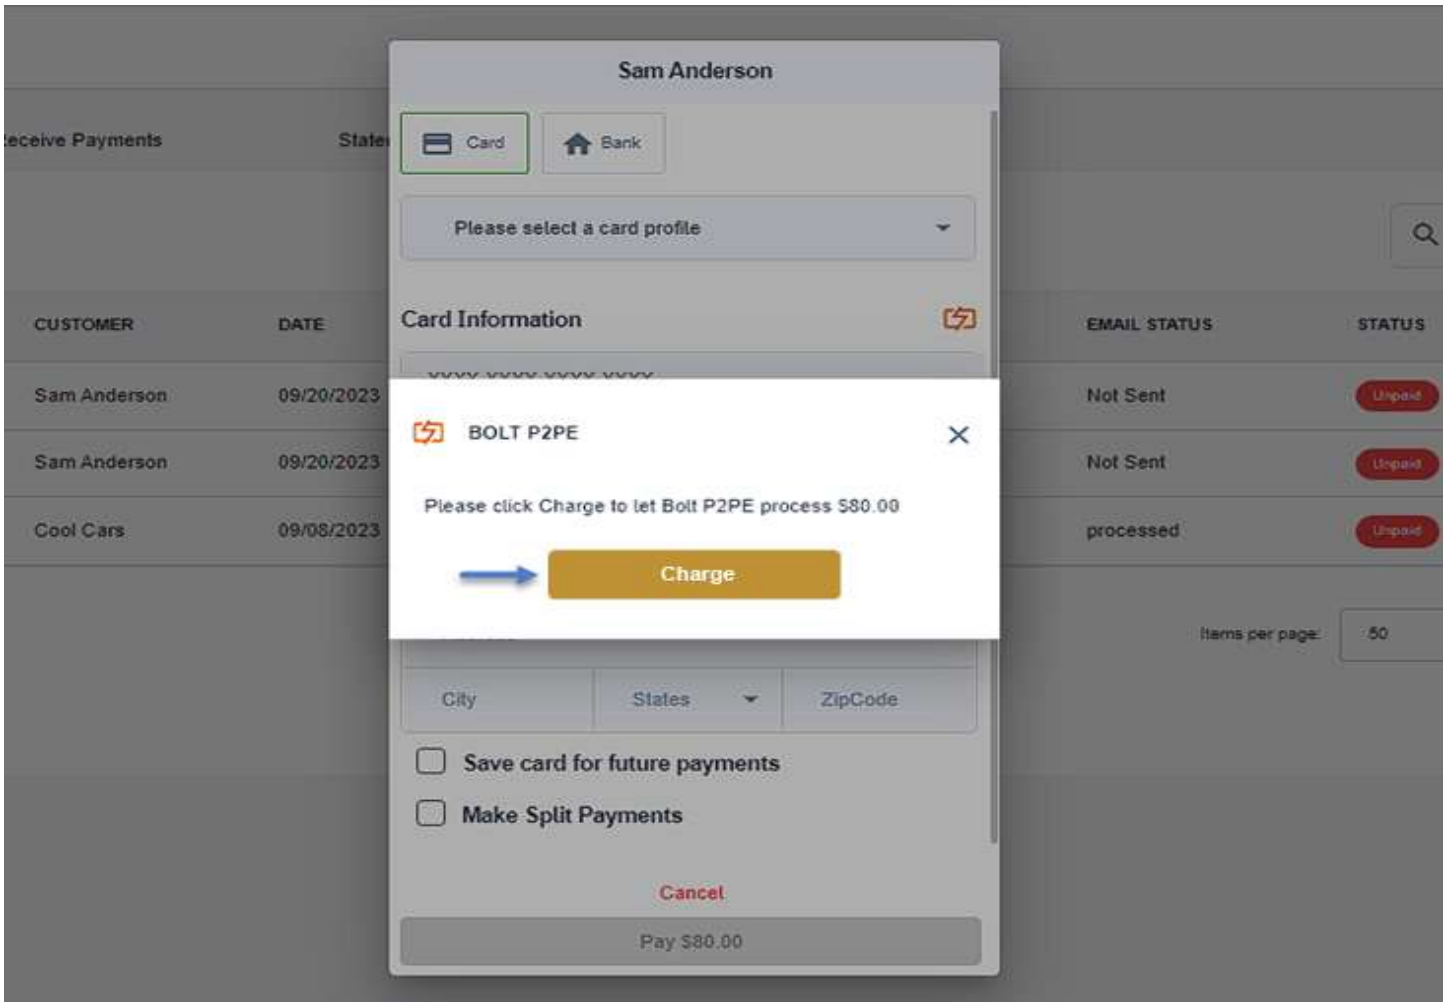 Sam Anderson
eceive Payments
State
Card
Bank
Please select a card profile
CUSTOMER
DATE
Card Information
EMAIL STATUS
STATUS
Sam Anderson
09/20/2023
Not Sent
Unpaid
BOLT P2PE
Sam Anderson
09/20/2023
Not Sent
Unpaid
Please click Charge to let Bolt P2PE process $80.00
Cool Cars
09/08/2023
processed
Unpaid
Charge
Items per page:
50
City
States
ZipCode
Save card for future payments
Make Split Payments
Cancel
Pay $80.00